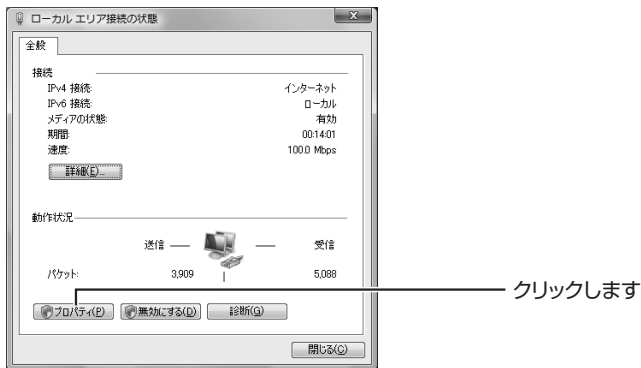 ローカル エリア接続の状態
全般
接続
IPv4 接続: インターネット
IPv6 接続: ローカル
メディアの状態: 有効
期間: 00:14:01
速度: 100.0 Mbps
詳細(E)...
動作状況
送信 受信
パケット: 3,909 5,088
プロパティ(P) 無効にする(D) 診断(G)
クリックします
閉じる(C)